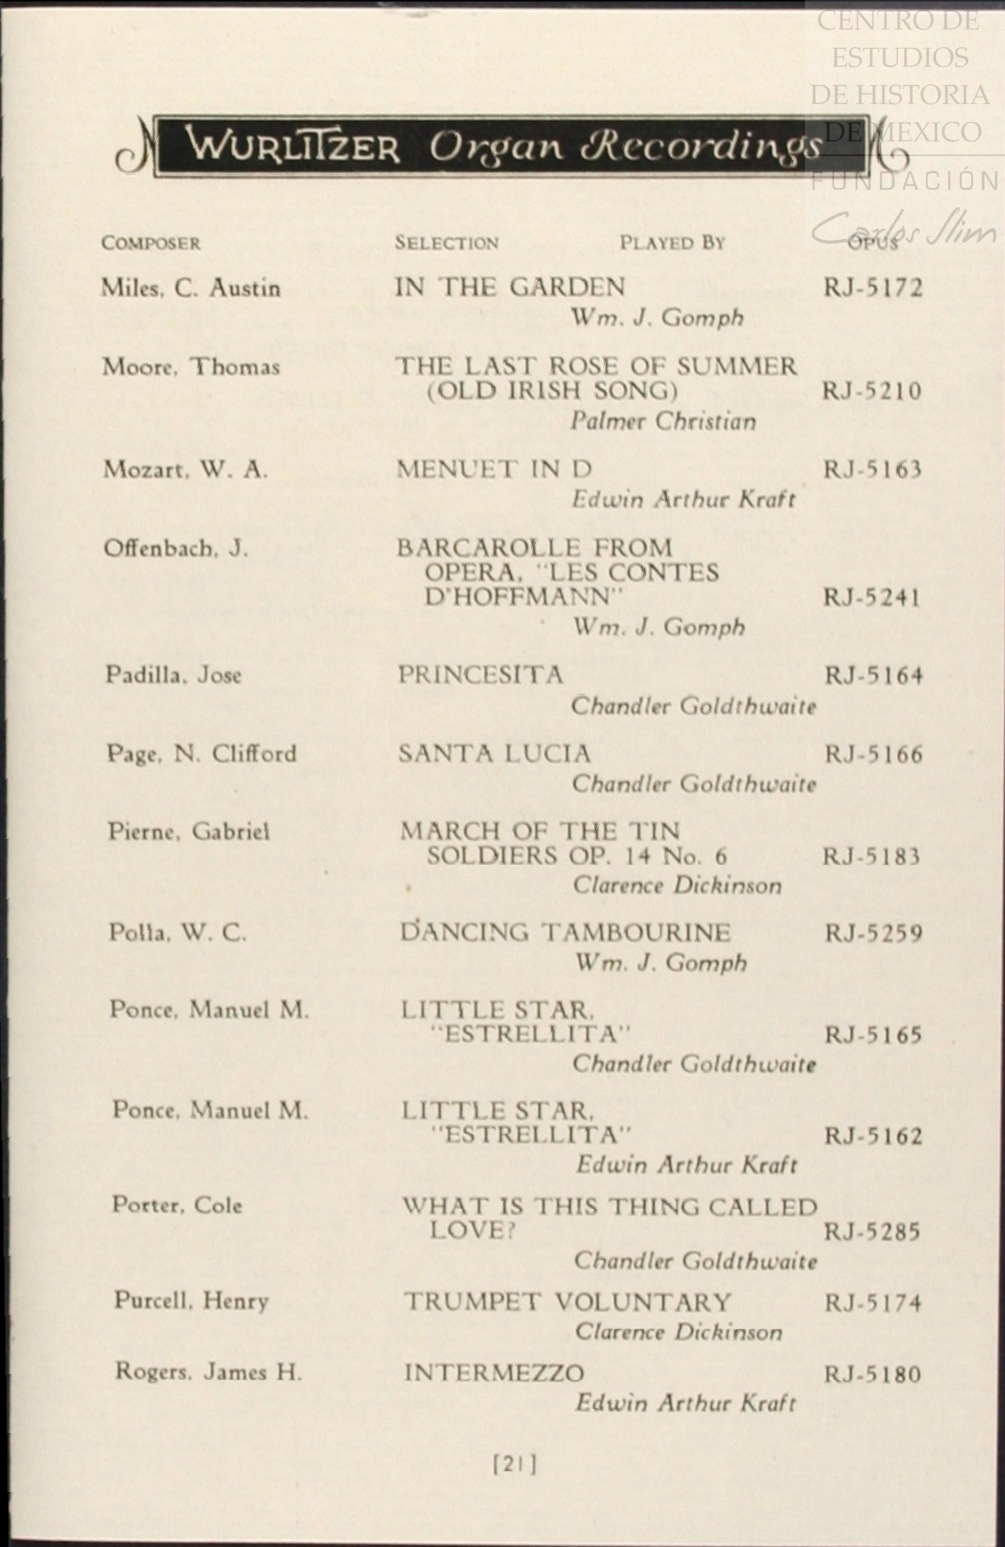 CENTRO DE
ESTUDIOS
DE HISTORIA
DE MEXICO
FUNDACIÓN
Carlos Slim
WURLITZER Organ Recordings
COMPOSER SELECTION PLAYED BY OPUS
Miles, C. Austin IN THE GARDEN RJ-5172
Wm. J. Gomph
Moore, Thomas THE LAST ROSE OF SUMMER
(OLD IRISH SONG) RJ-5210
Palmer Christian
Mozart, W. A. MENUET IN D RJ-5163
Edwin Arthur Kraft
Offenbach, J. BARCAROLLE FROM
OPERA, "LES CONTES
D'HOFFMANN" RJ-5241
Wm. J. Gomph
Padilla, Jose PRINCESITA RJ-5164
Chandler Goldthwaite
Page, N. Clifford SANTA LUCIA RJ-5166
Chandler Goldthwaite
Pierne, Gabriel MARCH OF THE TIN
SOLDIERS OP. 14 No. 6 RJ-5183
Clarence Dickinson
Polla, W. C. DANCING TAMBOURINE RJ-5259
Wm. J. Gomph
Ponce, Manuel M. LITTLE STAR,
"ESTRELLITA" RJ-5165
Chandler Goldthwaite
Ponce, Manuel M. LITTLE STAR,
"ESTRELLITA" RJ-5162
Edwin Arthur Kraft
Porter, Cole WHAT IS THIS THING CALLED
LOVE? RJ-5285
Chandler Goldthwaite
Purcell, Henry TRUMPET VOLUNTARY RJ-5174
Clarence Dickinson
Rogers, James H. INTERMEZZO RJ-5180
Edwin Arthur Kraft
[21]